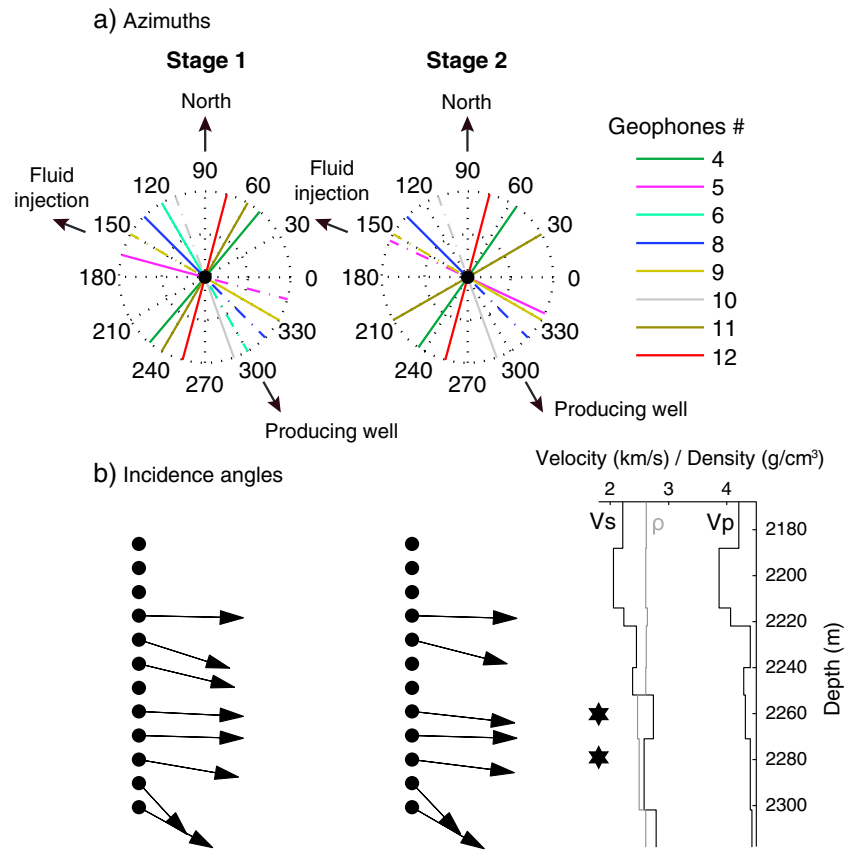 a) Azimuths
Stage 1
Stage 2
North
North
Geophones #
Fluid injection
Fluid injection
90
120
60
150
30
180
0
210
330
240
300
270
90
120
60
150
30
180
0
210
330
240
300
270
4
5
6
8
9
10
11
12
Producing well
Producing well
b) Incidence angles
Velocity (km/s) / Density (g/cm³)
2
3
4
Vs
ρ
Vp
2180
2200
2220
2240
2260
2280
2300
Depth (m)